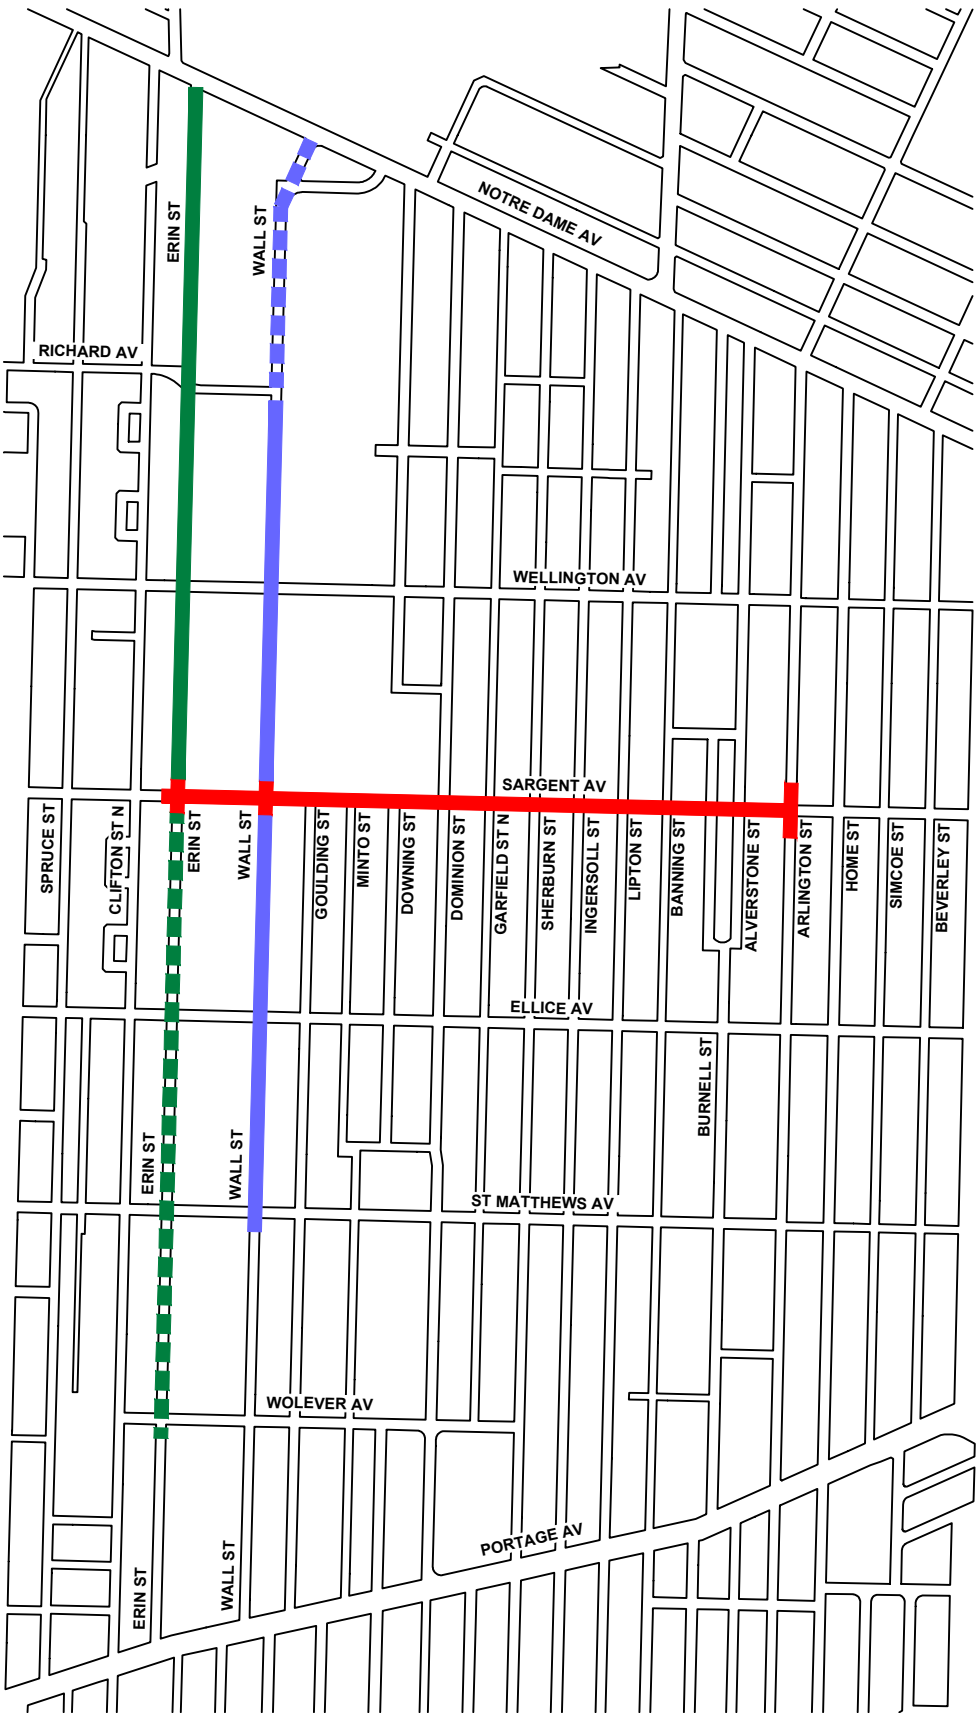 NOTRE DAME AV
ERIN ST
WALL ST
RICHARD AV
WELLINGTON AV
SARGENT AV
SPRUCE ST
CLIFTON ST N
ERIN ST
WALL ST
GOULDING ST
MINTO ST
DOWNING ST
DOMINION ST
GARFIELD ST N
SHERBURN ST
INGERSOLL ST
LIPTON ST
BANNING ST
ALVERSTONE ST
ARLINGTON ST
HOME ST
SIMCOE ST
BEVERLEY ST
ELLICE AV
BURNELL ST
ERIN ST
WALL ST
ST MATTHEWS AV
WOLEVER AV
PORTAGE AV
ERIN ST
WALL ST